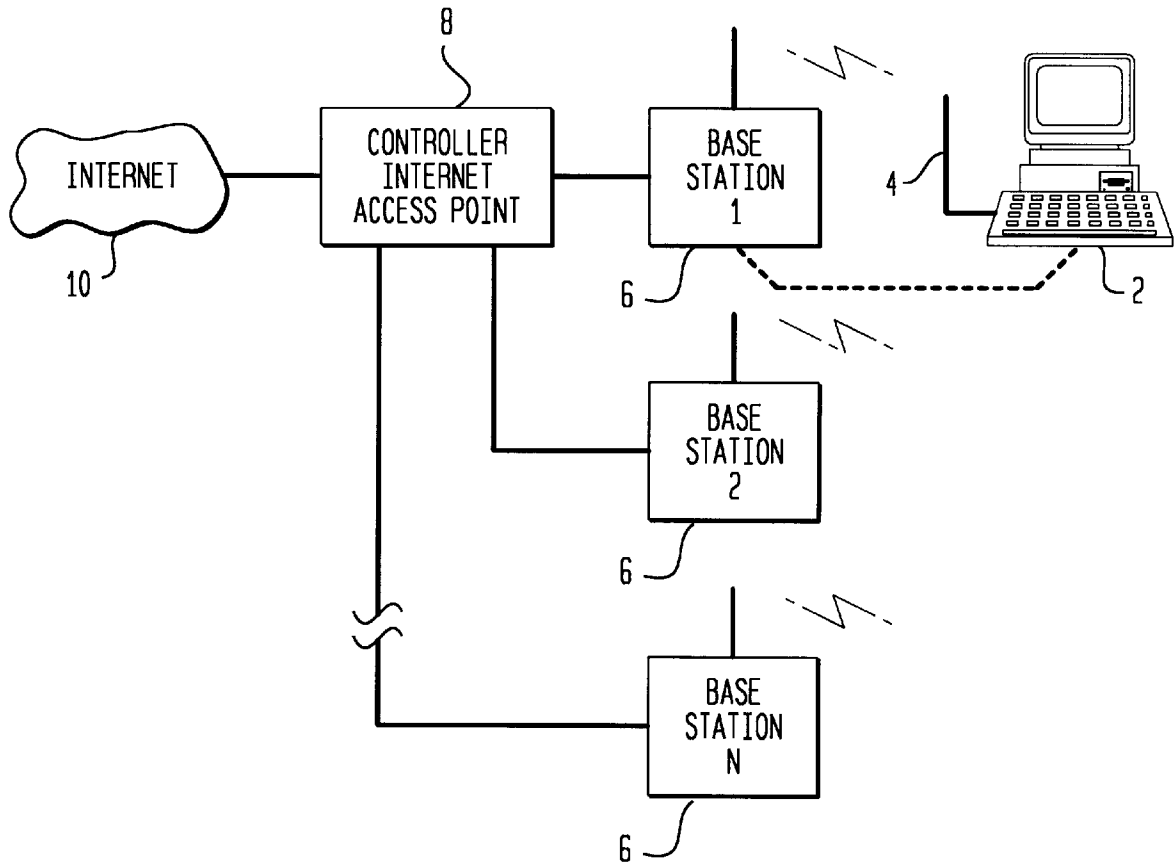 8
CONTROLLER
INTERNET
ACCESS POINT
INTERNET
10
BASE
STATION
1
6
4
2
BASE
STATION
2
6
BASE
STATION
N
6